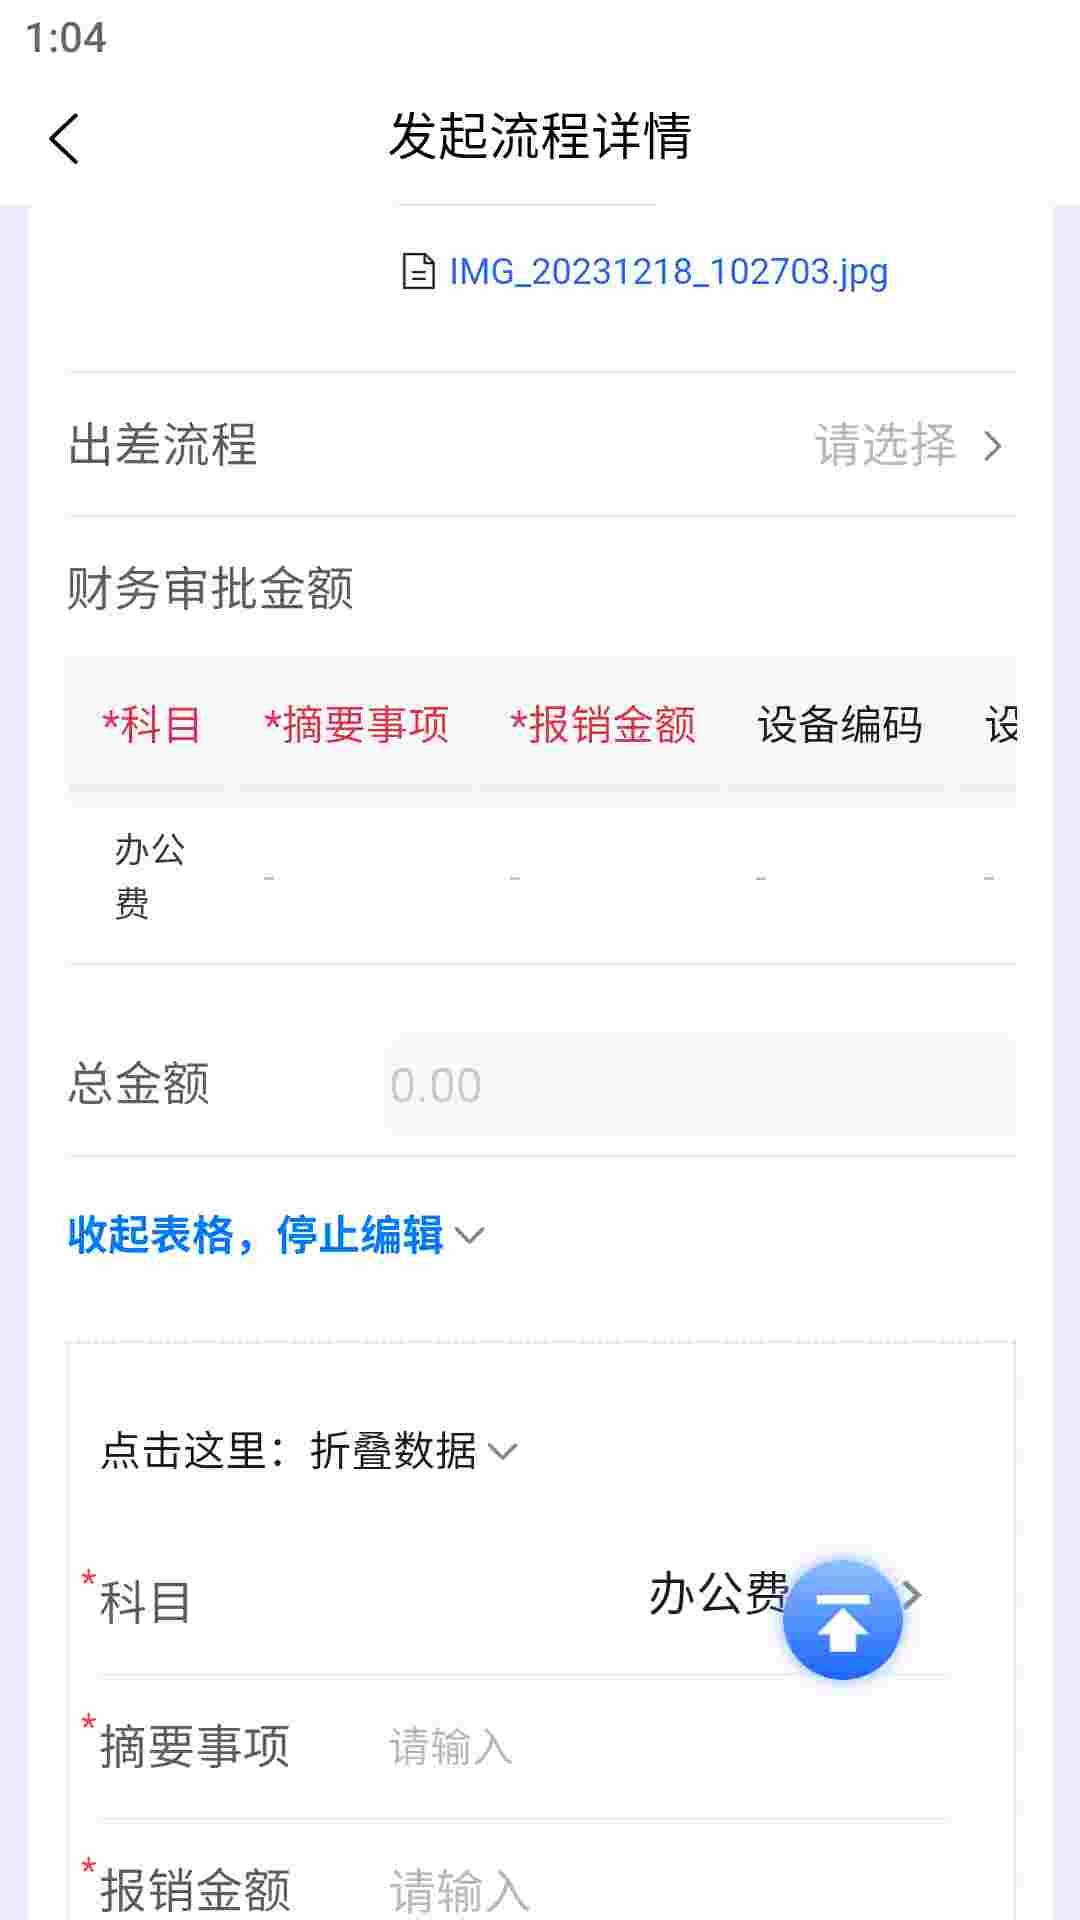 1:04
发起流程详情
IMG_20231218_102703.jpg
出差流程 请选择
财务审批金额
*科目 *摘要事项 *报销金额 设备编码 设
办公
费 - - - -
总金额 0.00
收起表格，停止编辑
点击这里：折叠数据
*科目 办公费
*摘要事项 请输入
*报销金额 请输入